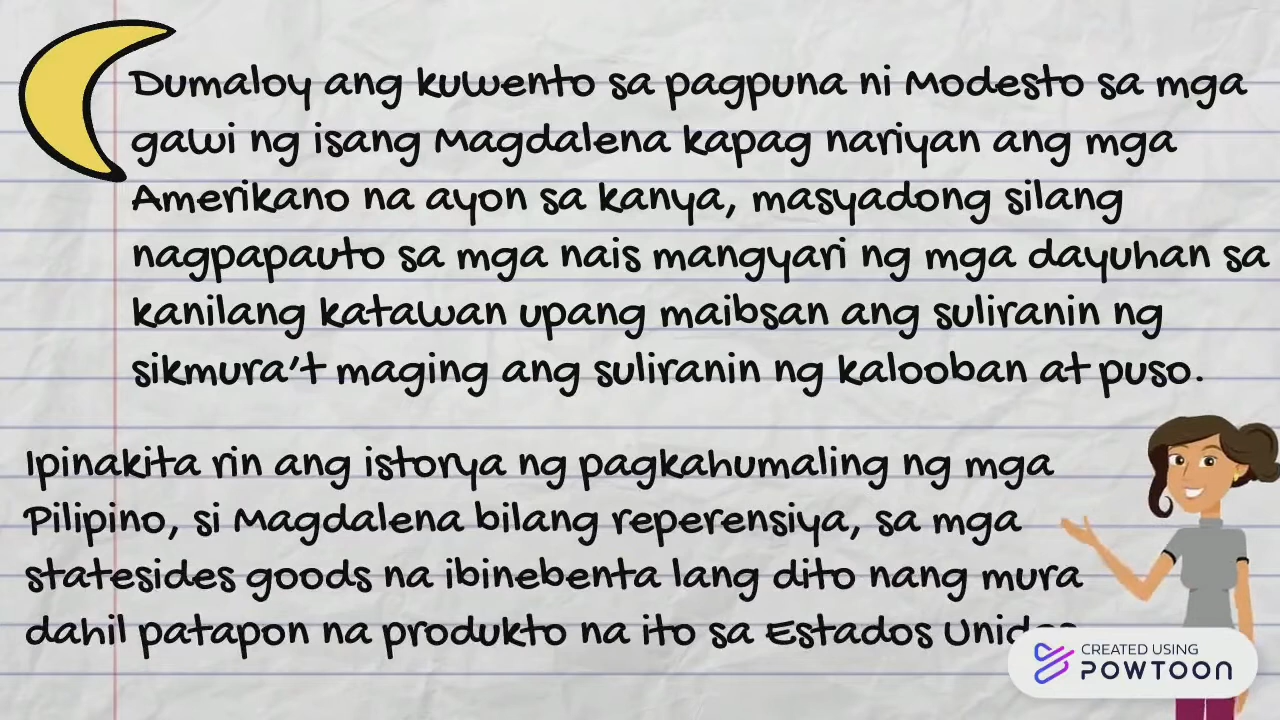 Dumaloy ang kuwento sa pagpuna ni Modesto sa mga
gawi ng isang Magdalena kapag nariyan ang mga
Amerikano na ayon sa kanya, masyadong silang
nagpapauto sa mga nais mangyari ng mga dayuhan sa
kanilang katawan upang maibsan ang suliranin ng
sikmura't maging ang suliranin ng kalooban at puso.
Ipinakita rin ang istorya ng pagkahumaling ng mga
Pilipino, si Magdalena bilang reperensiya, sa mga
statesides goods na ibinebenta lang dito nang mura
dahil patapon na produkto na ito sa Estados Unidos
CREATED USING
POWTOON